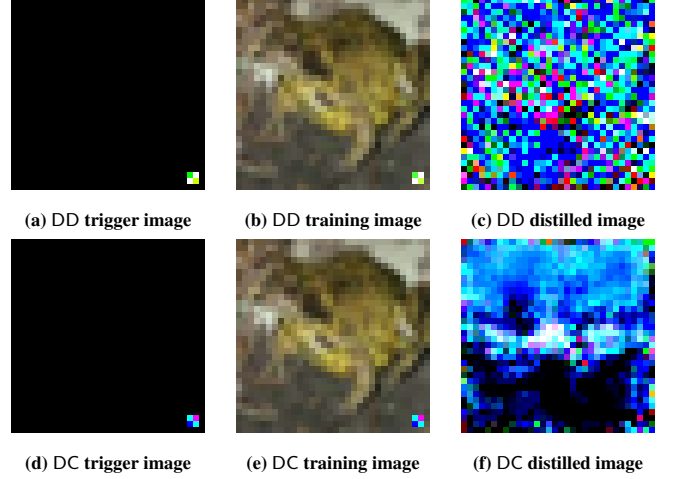 (a) DD trigger image (b) DD training image (c) DD distilled image
(d) DC trigger image (e) DC training image (f) DC distilled image